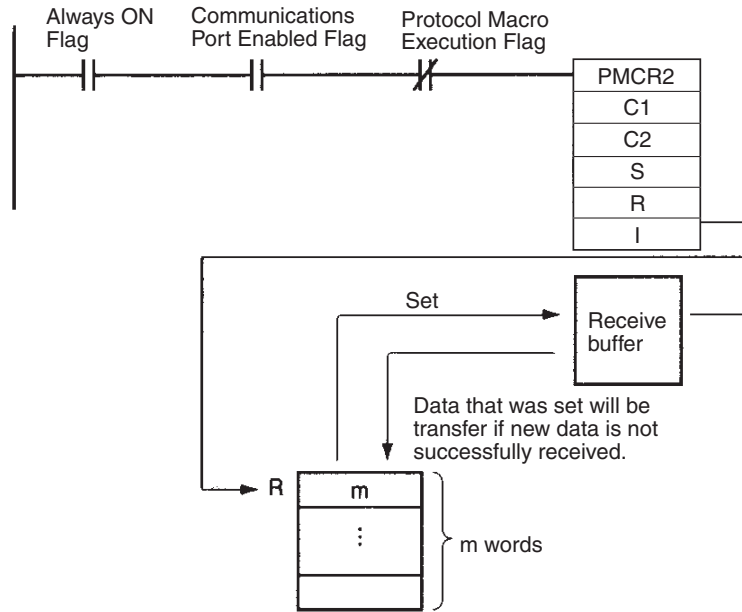 Always ON
Flag
Communications
Port Enabled Flag
Protocol Macro
Execution Flag
PMCR2
C1
C2
S
R
I
Set
Receive
buffer
Data that was set will be
transfer if new data is not
successfully received.
R
m
⋮
m words